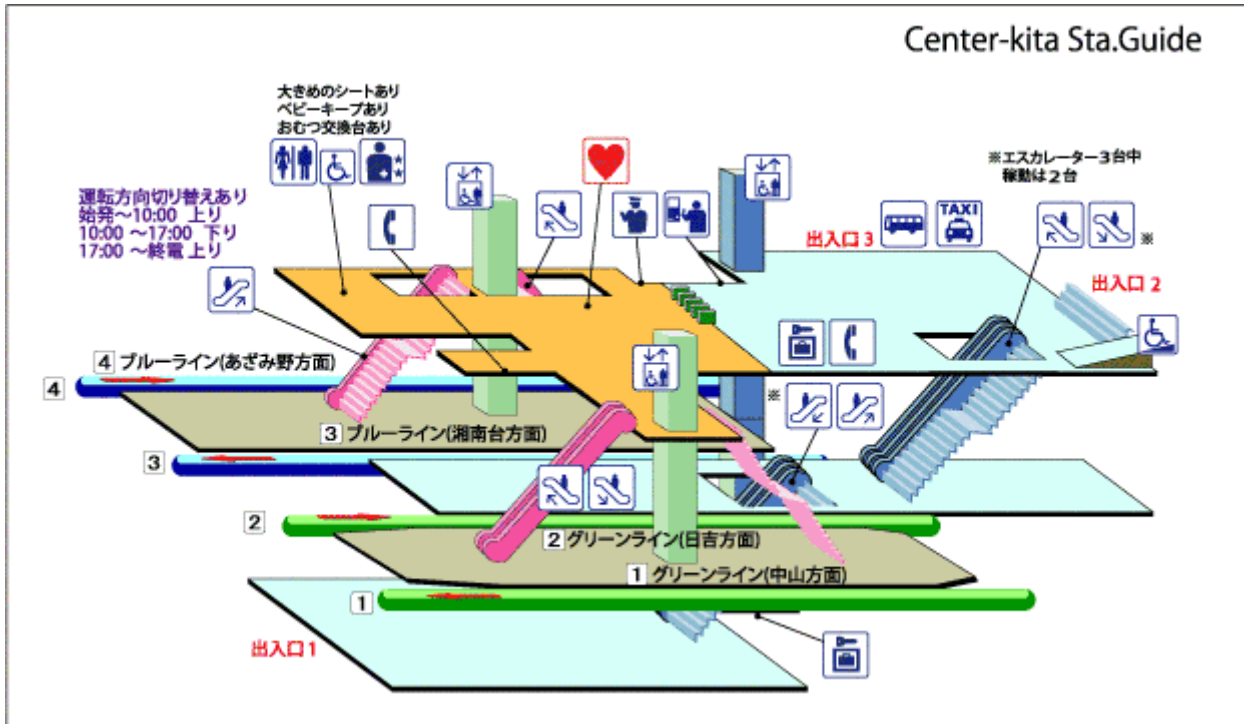 Center-kita Sta.Guide
大きめのシートあり
ベビーキープあり
おむつ交換台あり
※エスカレーター3台中
稼動は2台
運転方向切り替えあり
始発～10:00 上り
10:00 ～17:00 下り
17:00 ～終電 上り
TAXI
※
出入口 3
出入口 2
4 ブルーライン(あざみ野方面)
4
※
3 ブルーライン(湘南台方面)
3
2
2 グリーンライン(日吉方面)
1 グリーンライン(中山方面)
1
出入口 1